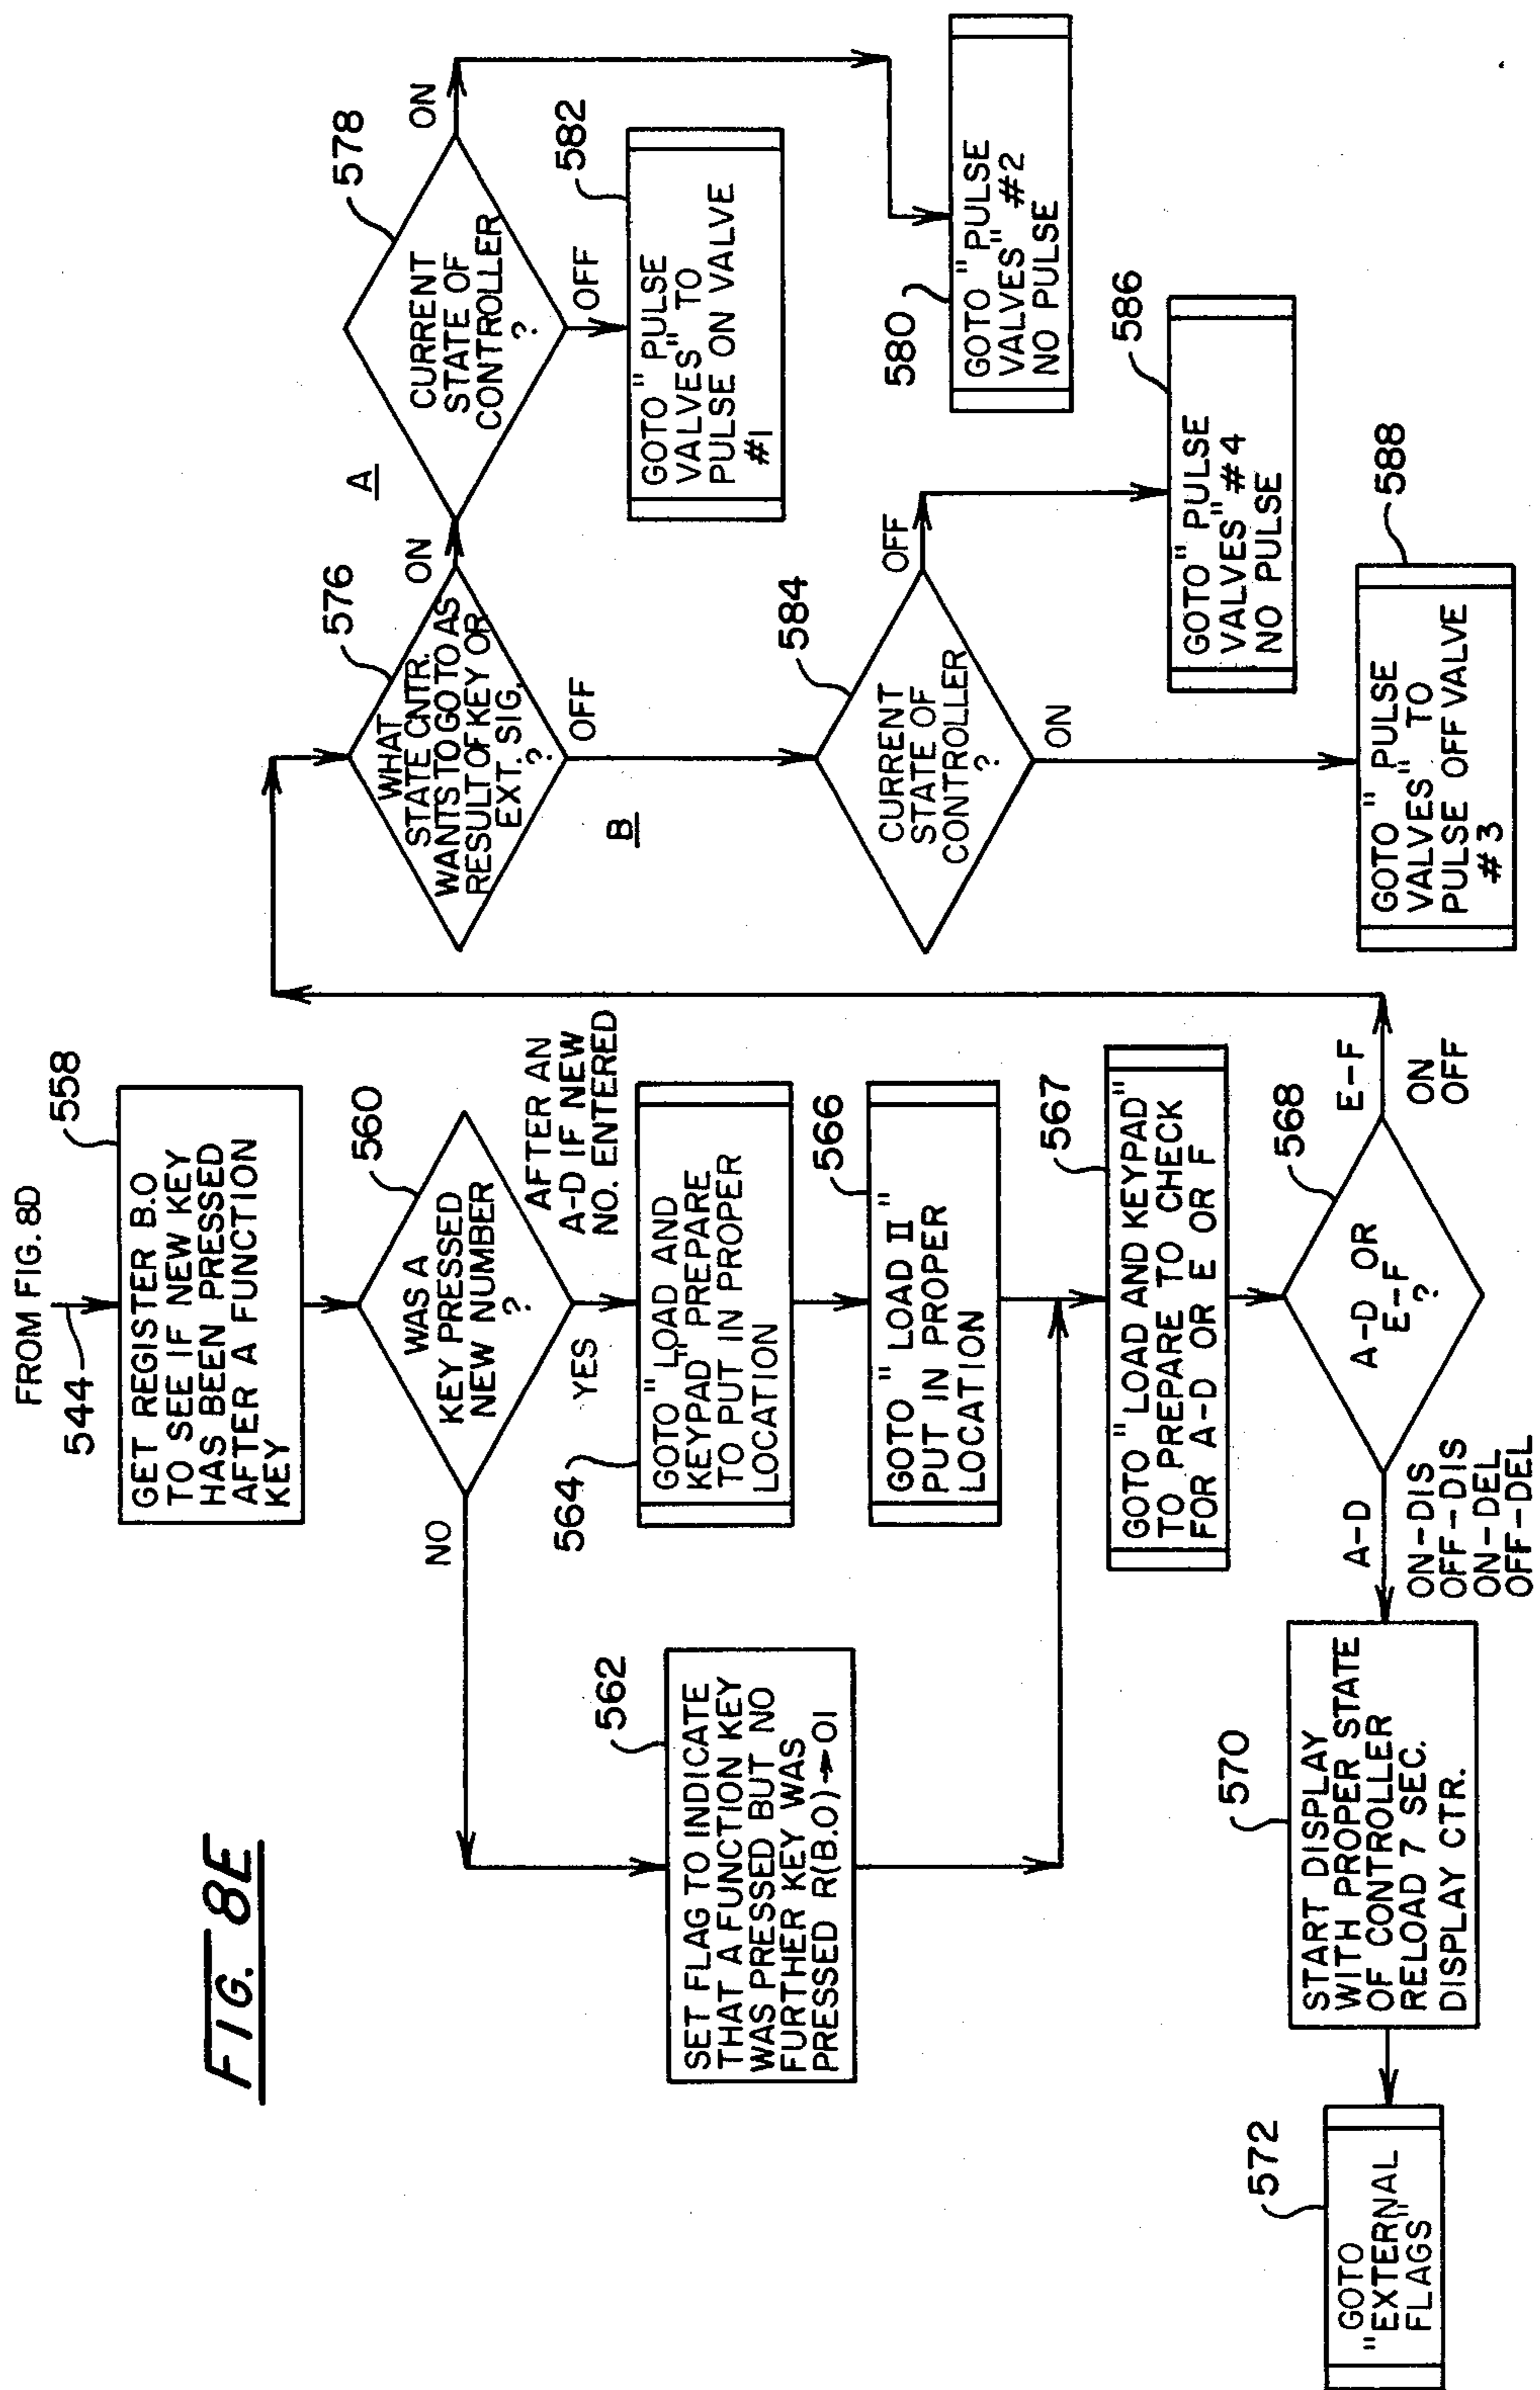 FIG. 8E
FROM FIG. 8D
544
558
GET REGISTER B.O
TO SEE IF NEW KEY
HAS BEEN PRESSED
AFTER A FUNCTION
KEY
560
WAS A
KEY PRESSED
NEW NUMBER
?
NO
YES
AFTER AN
A-D IF NEW
NO. ENTERED
562
SET FLAG TO INDICATE
THAT A FUNCTION KEY
WAS PRESSED BUT NO
FURTHER KEY WAS
PRESSED R(B.O)→01
564
GOTO "LOAD AND
KEYPAD" PREPARE
TO PUT IN PROPER
LOCATION
566
GOTO "LOAD II"
PUT IN PROPER
LOCATION
567
GOTO "LOAD AND KEYPAD"
TO PREPARE TO CHECK
FOR A-D OR E OR F
568
A-D OR
E-F
?
A-D
ON-DIS
OFF-DIS
ON-DEL
OFF-DEL
E-F
ON
OFF
570
START DISPLAY
WITH PROPER STATE
OF CONTROLLER
RELOAD 7 SEC.
DISPLAY CTR.
572
GOTO
"EXTERNAL
FLAGS"
576
WHAT
STATE CNTR.
WANTS TO GO TO AS
RESULT OF KEY OR
EXT. SIG.
?
ON
OFF
A
B
578
CURRENT
STATE OF
CONTROLLER
?
ON
OFF
582
GOTO "PULSE
VALVES" TO
PULSE ON VALVE
#1
580
GOTO "PULSE
VALVES" #2
NO PULSE
584
CURRENT
STATE OF
CONTROLLER
?
OFF
ON
586
GOTO "PULSE
VALVES" #4
NO PULSE
588
GOTO "PULSE
VALVES" TO
PULSE OFF VALVE
#3